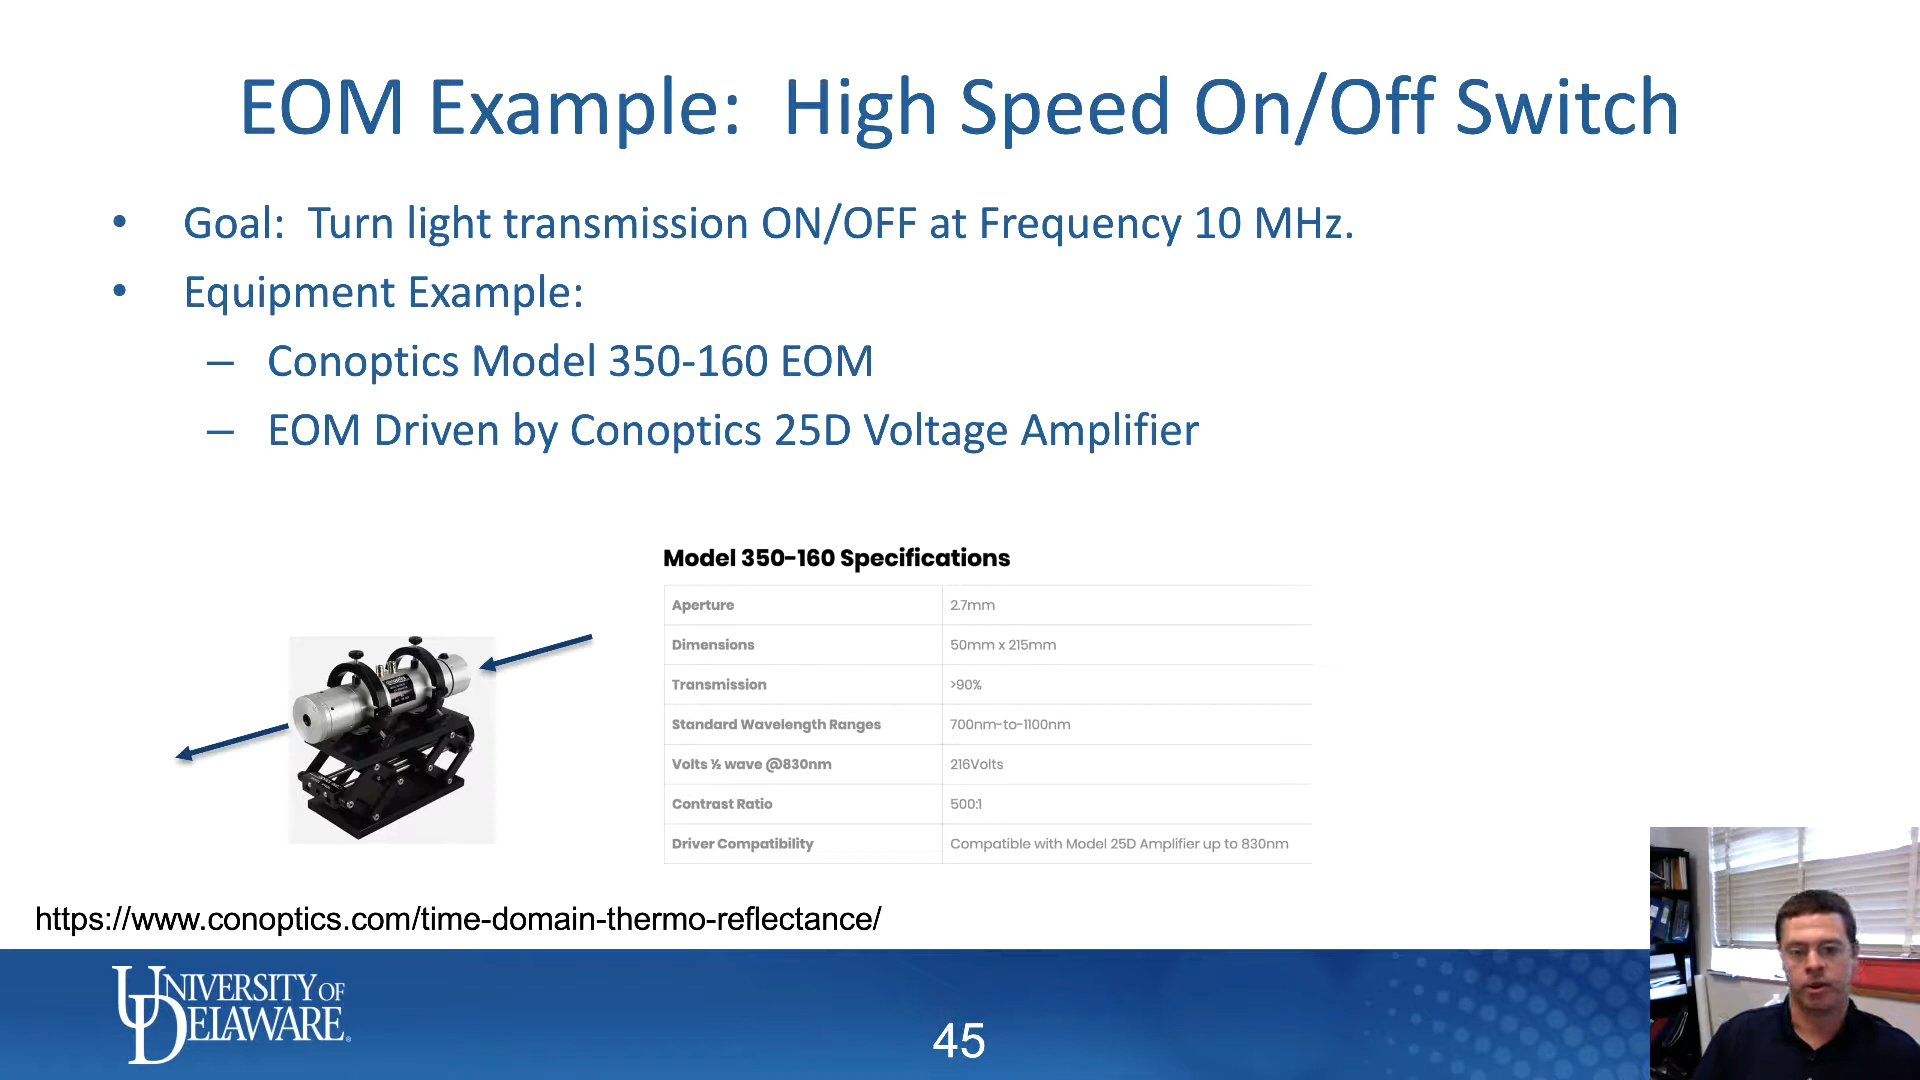 EOM Example:  High Speed On/Off Switch
• Goal:  Turn light transmission ON/OFF at Frequency 10 MHz.
• Equipment Example:
– Conoptics Model 350-160 EOM
– EOM Driven by Conoptics 25D Voltage Amplifier
Model 350-160 Specifications
Aperture 2.7mm
Dimensions 50mm x 215mm
Transmission >90%
Standard Wavelength Ranges 700nm-to-1100nm
Volts ½ wave @830nm 216Volts
Contrast Ratio 500:1
Driver Compatibility Compatible with Model 25D Amplifier up to 830nm
https://www.conoptics.com/time-domain-thermo-reflectance/
UNIVERSITY OF
DELAWARE.
45